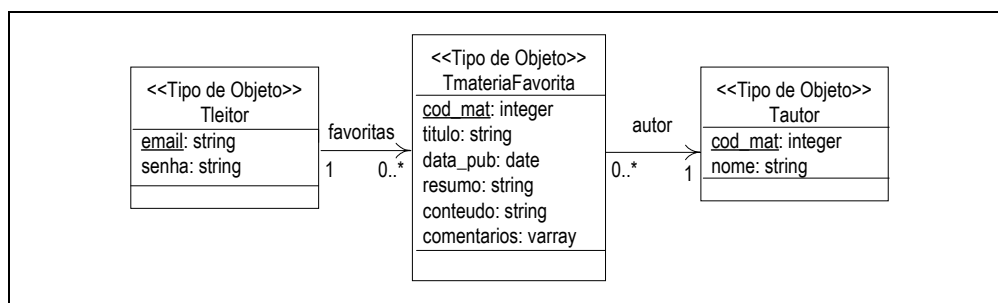 <<Tipo de Objeto>>
Tleitor
email: string
senha: string
favoritas
1
0..*
<<Tipo de Objeto>>
TmateriaFavorita
cod_mat: integer
titulo: string
data_pub: date
resumo: string
conteudo: string
comentarios: varray
autor
0..*
1
<<Tipo de Objeto>>
Tautor
cod_mat: integer
nome: string